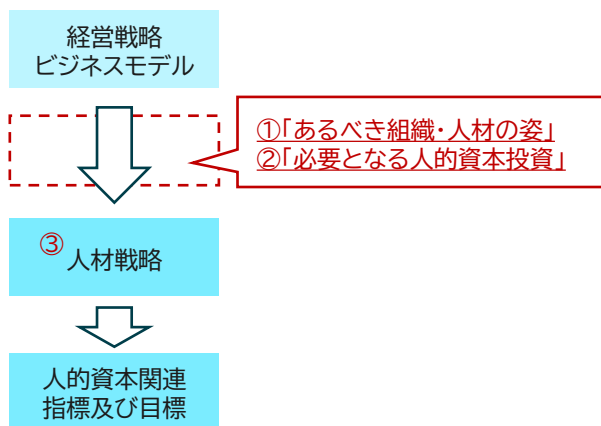 経営戦略
ビジネスモデル
①「あるべき組織・人材の姿」
②「必要となる人的資本投資」
③
人材戦略
人的資本関連
指標及び目標